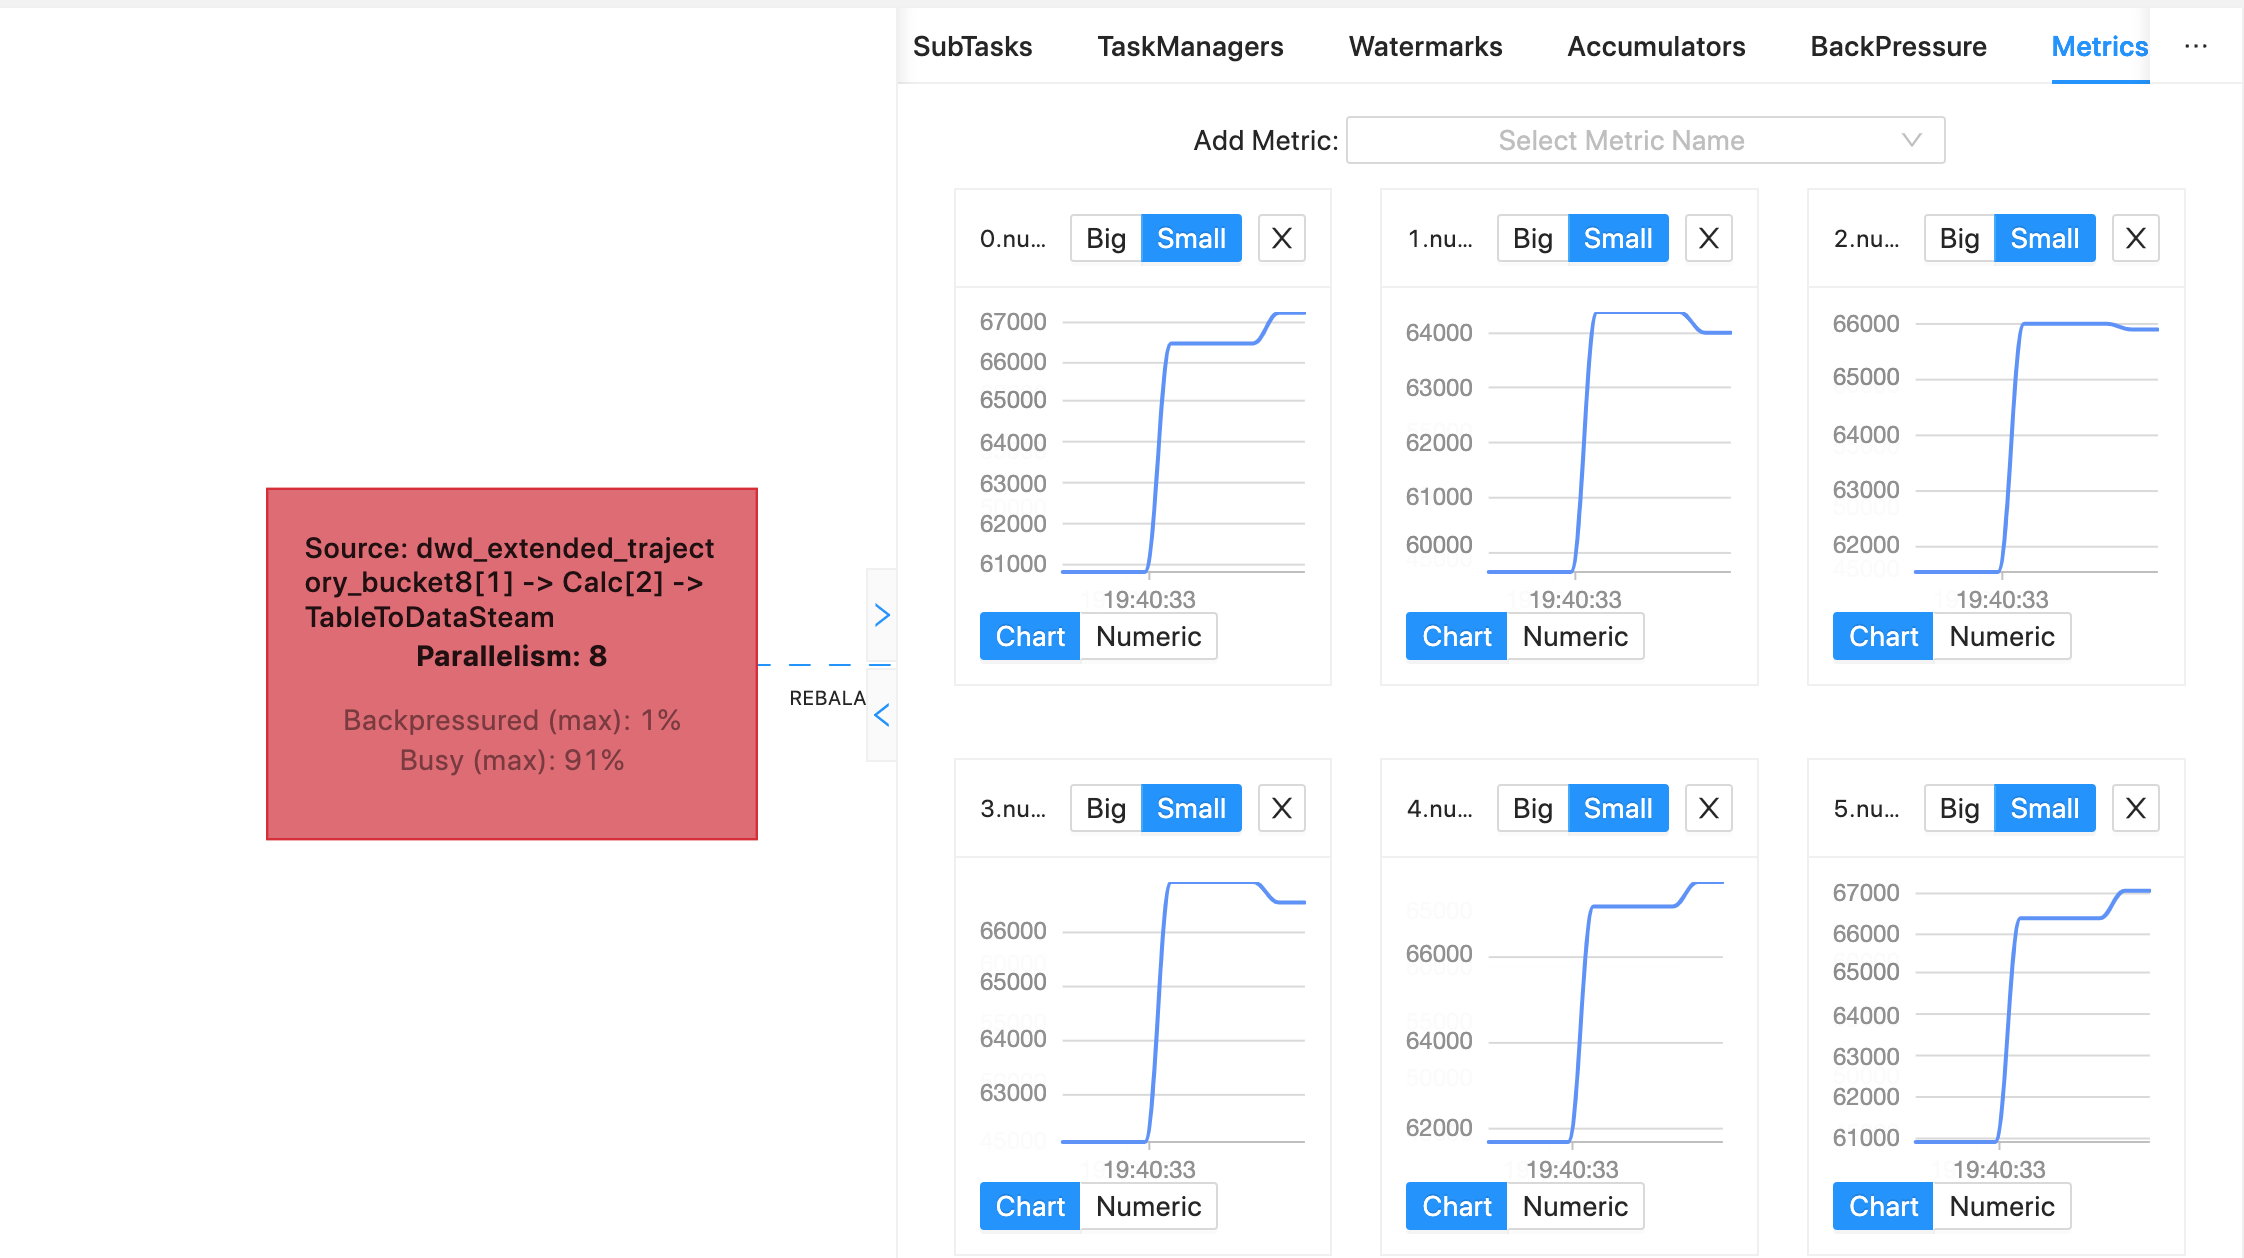 SubTasks TaskManagers Watermarks Accumulators BackPressure Metrics ...
Add Metric: Select Metric Name
0.nu... Big Small X
67000
66000
65000
64000
63000
62000
61000
19:40:33
Chart Numeric
1.nu... Big Small X
64000
63000
62000
61000
60000
19:40:33
Chart Numeric
2.nu... Big Small X
66000
65000
64000
63000
62000
19:40:33
Chart Numeric
Source: dwd_extended_traject
ory_bucket8[1] -> Calc[2] ->
TableToDataSteam
Parallelism: 8
Backpressured (max): 1%
Busy (max): 91%
REBALA
3.nu... Big Small X
66000
65000
64000
63000
19:40:33
Chart Numeric
4.nu... Big Small X
66000
64000
62000
19:40:33
Chart Numeric
5.nu... Big Small X
67000
66000
65000
64000
63000
62000
61000
19:40:33
Chart Numeric